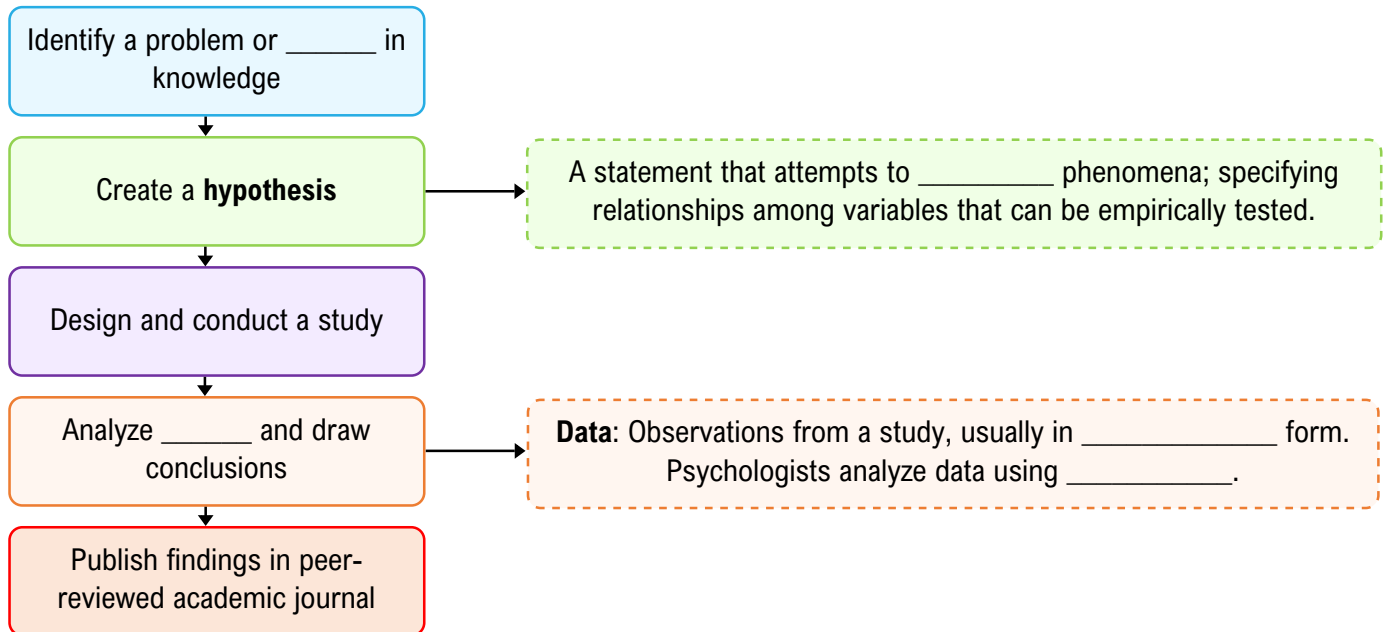 Identify a problem or ______ in
knowledge
Create a hypothesis
A statement that attempts to _________ phenomena; specifying
relationships among variables that can be empirically tested.
Design and conduct a study
Analyze ______ and draw
conclusions
Data: Observations from a study, usually in _____________ form.
Psychologists analyze data using ___________.
Publish findings in peer-
reviewed academic journal